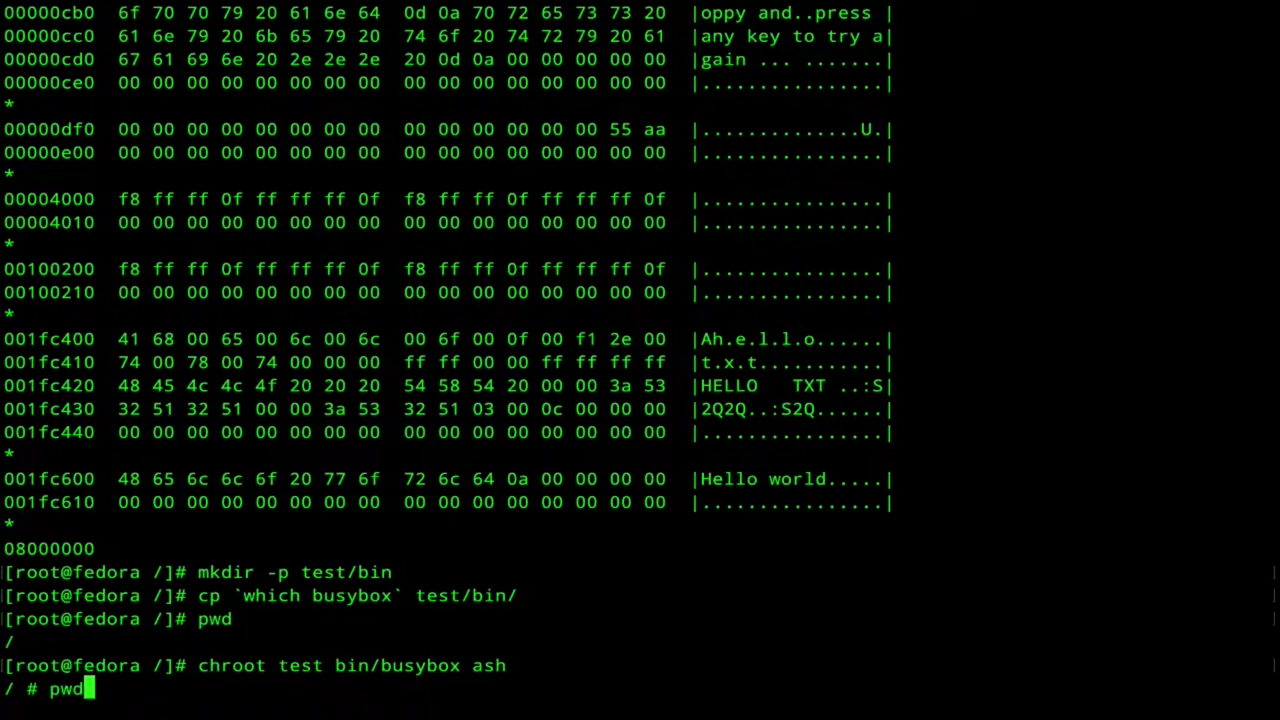 00000cb0  6f 70 70 79 20 61 6e 64  0d 0a 70 72 65 73 73 20  |oppy and..press |
00000cc0  61 6e 79 20 6b 65 79 20  74 6f 20 74 72 79 20 61  |any key to try a|
00000cd0  67 61 69 6e 20 2e 2e 2e  20 0d 0a 00 00 00 00 00  |gain ... .......|
00000ce0  00 00 00 00 00 00 00 00  00 00 00 00 00 00 00 00  |................|
*
00000df0  00 00 00 00 00 00 00 00  00 00 00 00 00 00 55 aa  |..............U.|
00000e00  00 00 00 00 00 00 00 00  00 00 00 00 00 00 00 00  |................|
*
00004000  f8 ff ff 0f ff ff ff 0f  f8 ff ff 0f ff ff ff 0f  |................|
00004010  00 00 00 00 00 00 00 00  00 00 00 00 00 00 00 00  |................|
*
00100200  f8 ff ff 0f ff ff ff 0f  f8 ff ff 0f ff ff ff 0f  |................|
00100210  00 00 00 00 00 00 00 00  00 00 00 00 00 00 00 00  |................|
*
001fc400  41 68 00 65 00 6c 00 6c  00 6f 00 0f 00 f1 2e 00  |Ah.e.l.l.o......|
001fc410  74 00 78 00 74 00 00 00  ff ff 00 00 ff ff ff ff  |t.x.t...........|
001fc420  48 45 4c 4c 4f 20 20 20  54 58 54 20 00 00 3a 53  |HELLO   TXT ..:S|
001fc430  32 51 32 51 00 00 3a 53  32 51 03 00 0c 00 00 00  |2Q2Q..:S2Q......|
001fc440  00 00 00 00 00 00 00 00  00 00 00 00 00 00 00 00  |................|
*
001fc600  48 65 6c 6c 6f 20 77 6f  72 6c 64 0a 00 00 00 00  |Hello world.....|
001fc610  00 00 00 00 00 00 00 00  00 00 00 00 00 00 00 00  |................|
*
08000000
[root@fedora /]# mkdir -p test/bin
[root@fedora /]# cp `which busybox` test/bin/
[root@fedora /]# pwd
/
[root@fedora /]# chroot test bin/busybox ash
/ # pwd